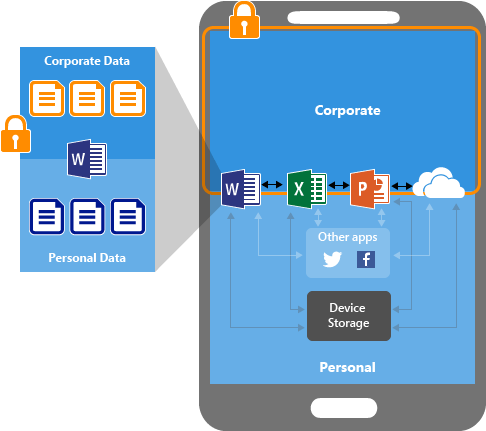 Corporate Data
W
Personal Data
Corporate
W
X
P
Other apps
f
Device
Storage
Personal